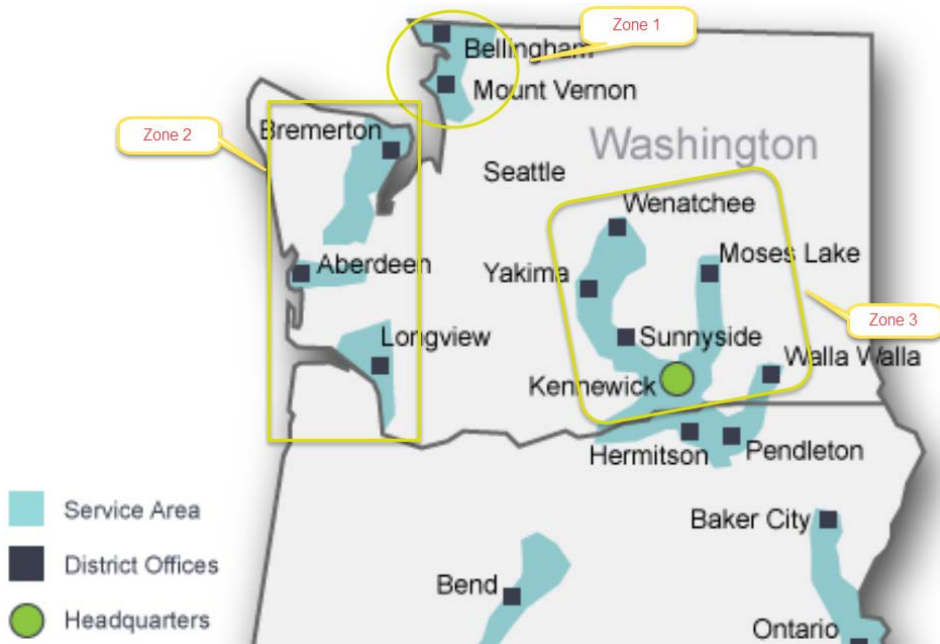 Zone 1
Bellingham
Mount Vernon
Zone 2
Bremerton
Washington
Seattle
Wenatchee
Aberdeen
Yakima
Moses Lake
Zone 3
Longview
Sunnyside
Walla Walla
Kennewick
Hermitson
Pendleton
Service Area
Baker City
District Offices
Bend
Headquarters
Ontario